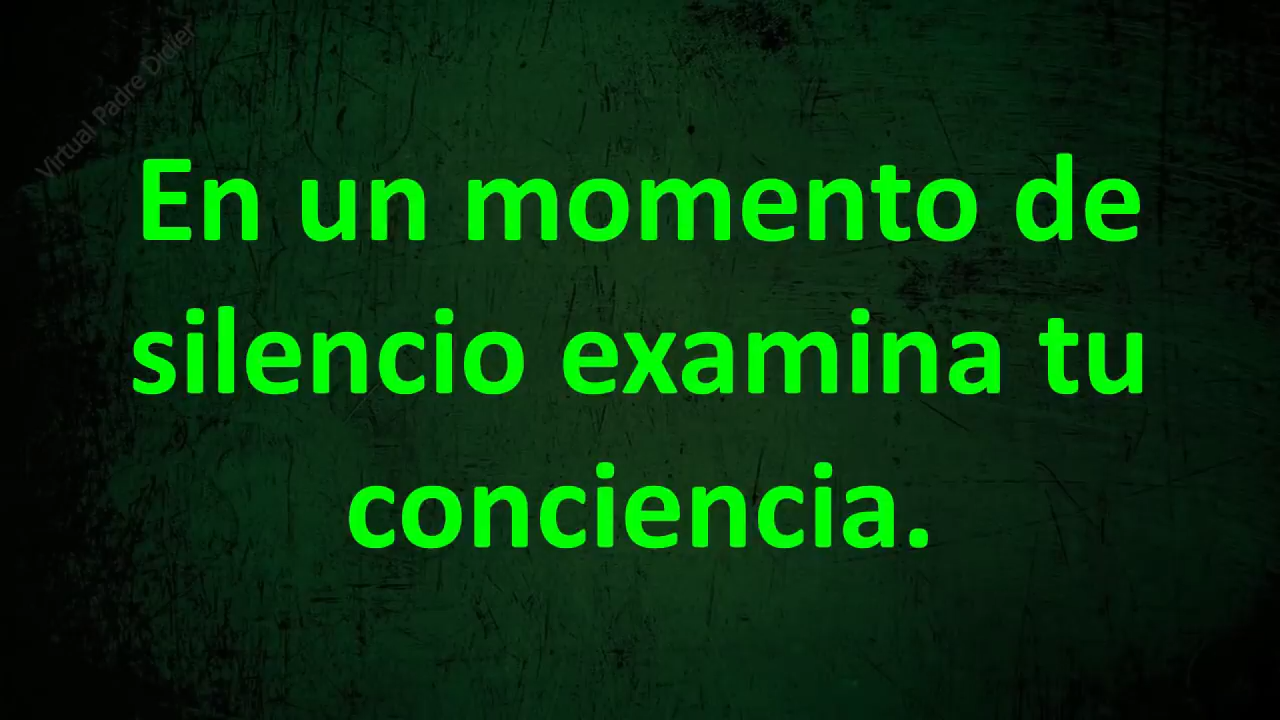 Virtual Padre Didier
En un momento de
silencio examina tu
conciencia.